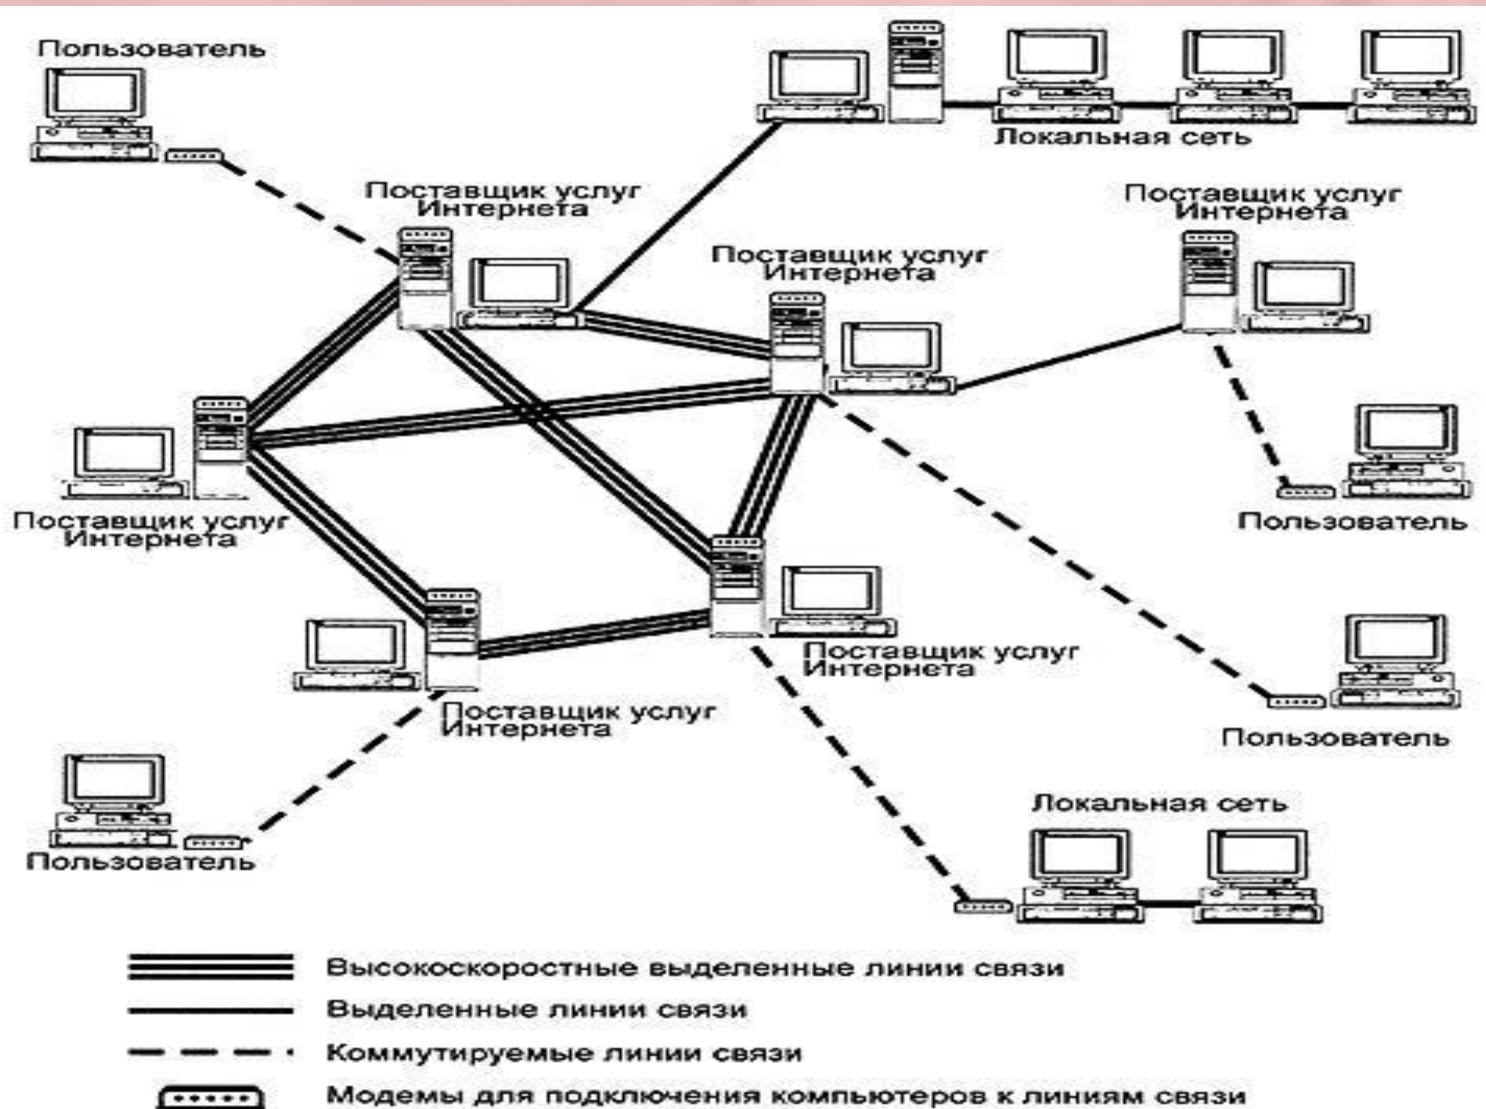 Пользователь
Локальная сеть
Поставщик услуг
Интернета
Поставщик услуг
Интернета
Поставщик услуг
Интернета
Поставщик услуг
Интернета
Пользователь
Поставщик услуг
Интернета
Поставщик услуг
Интернета
Пользователь
Локальная сеть
Пользователь
Высокоскоростные выделенные линии связи
Выделенные линии связи
Коммутируемые линии связи
Модемы для подключения компьютеров к линиям связи